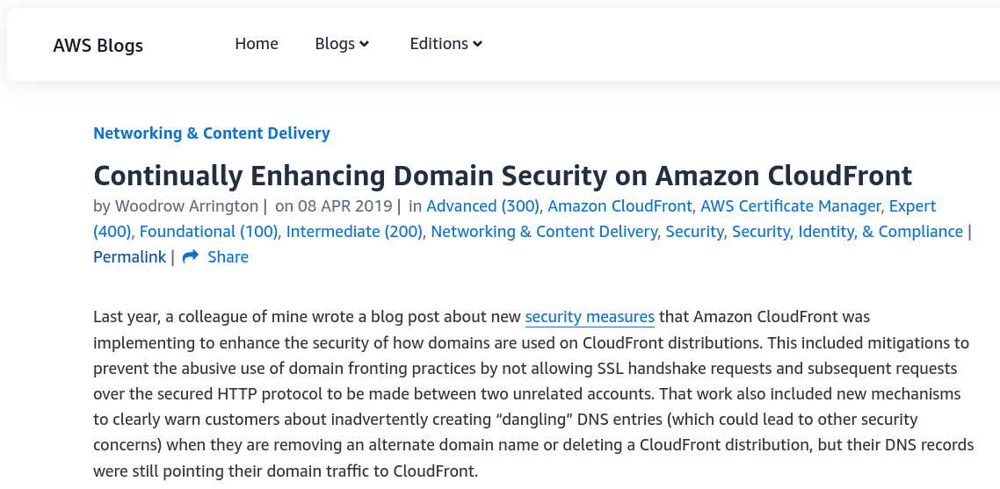 AWS Blogs Home Blogs Editions
Networking & Content Delivery
Continually Enhancing Domain Security on Amazon CloudFront
by Woodrow Arrington | on 08 APR 2019 | in Advanced (300), Amazon CloudFront, AWS Certificate Manager, Expert
(400), Foundational (100), Intermediate (200), Networking & Content Delivery, Security, Security, Identity, & Compliance |
Permalink | Share
Last year, a colleague of mine wrote a blog post about new security measures that Amazon CloudFront was
implementing to enhance the security of how domains are used on CloudFront distributions. This included mitigations to
prevent the abusive use of domain fronting practices by not allowing SSL handshake requests and subsequent requests
over the secured HTTP protocol to be made between two unrelated accounts. That work also included new mechanisms
to clearly warn customers about inadvertently creating “dangling” DNS entries (which could lead to other security
concerns) when they are removing an alternate domain name or deleting a CloudFront distribution, but their DNS records
were still pointing their domain traffic to CloudFront.